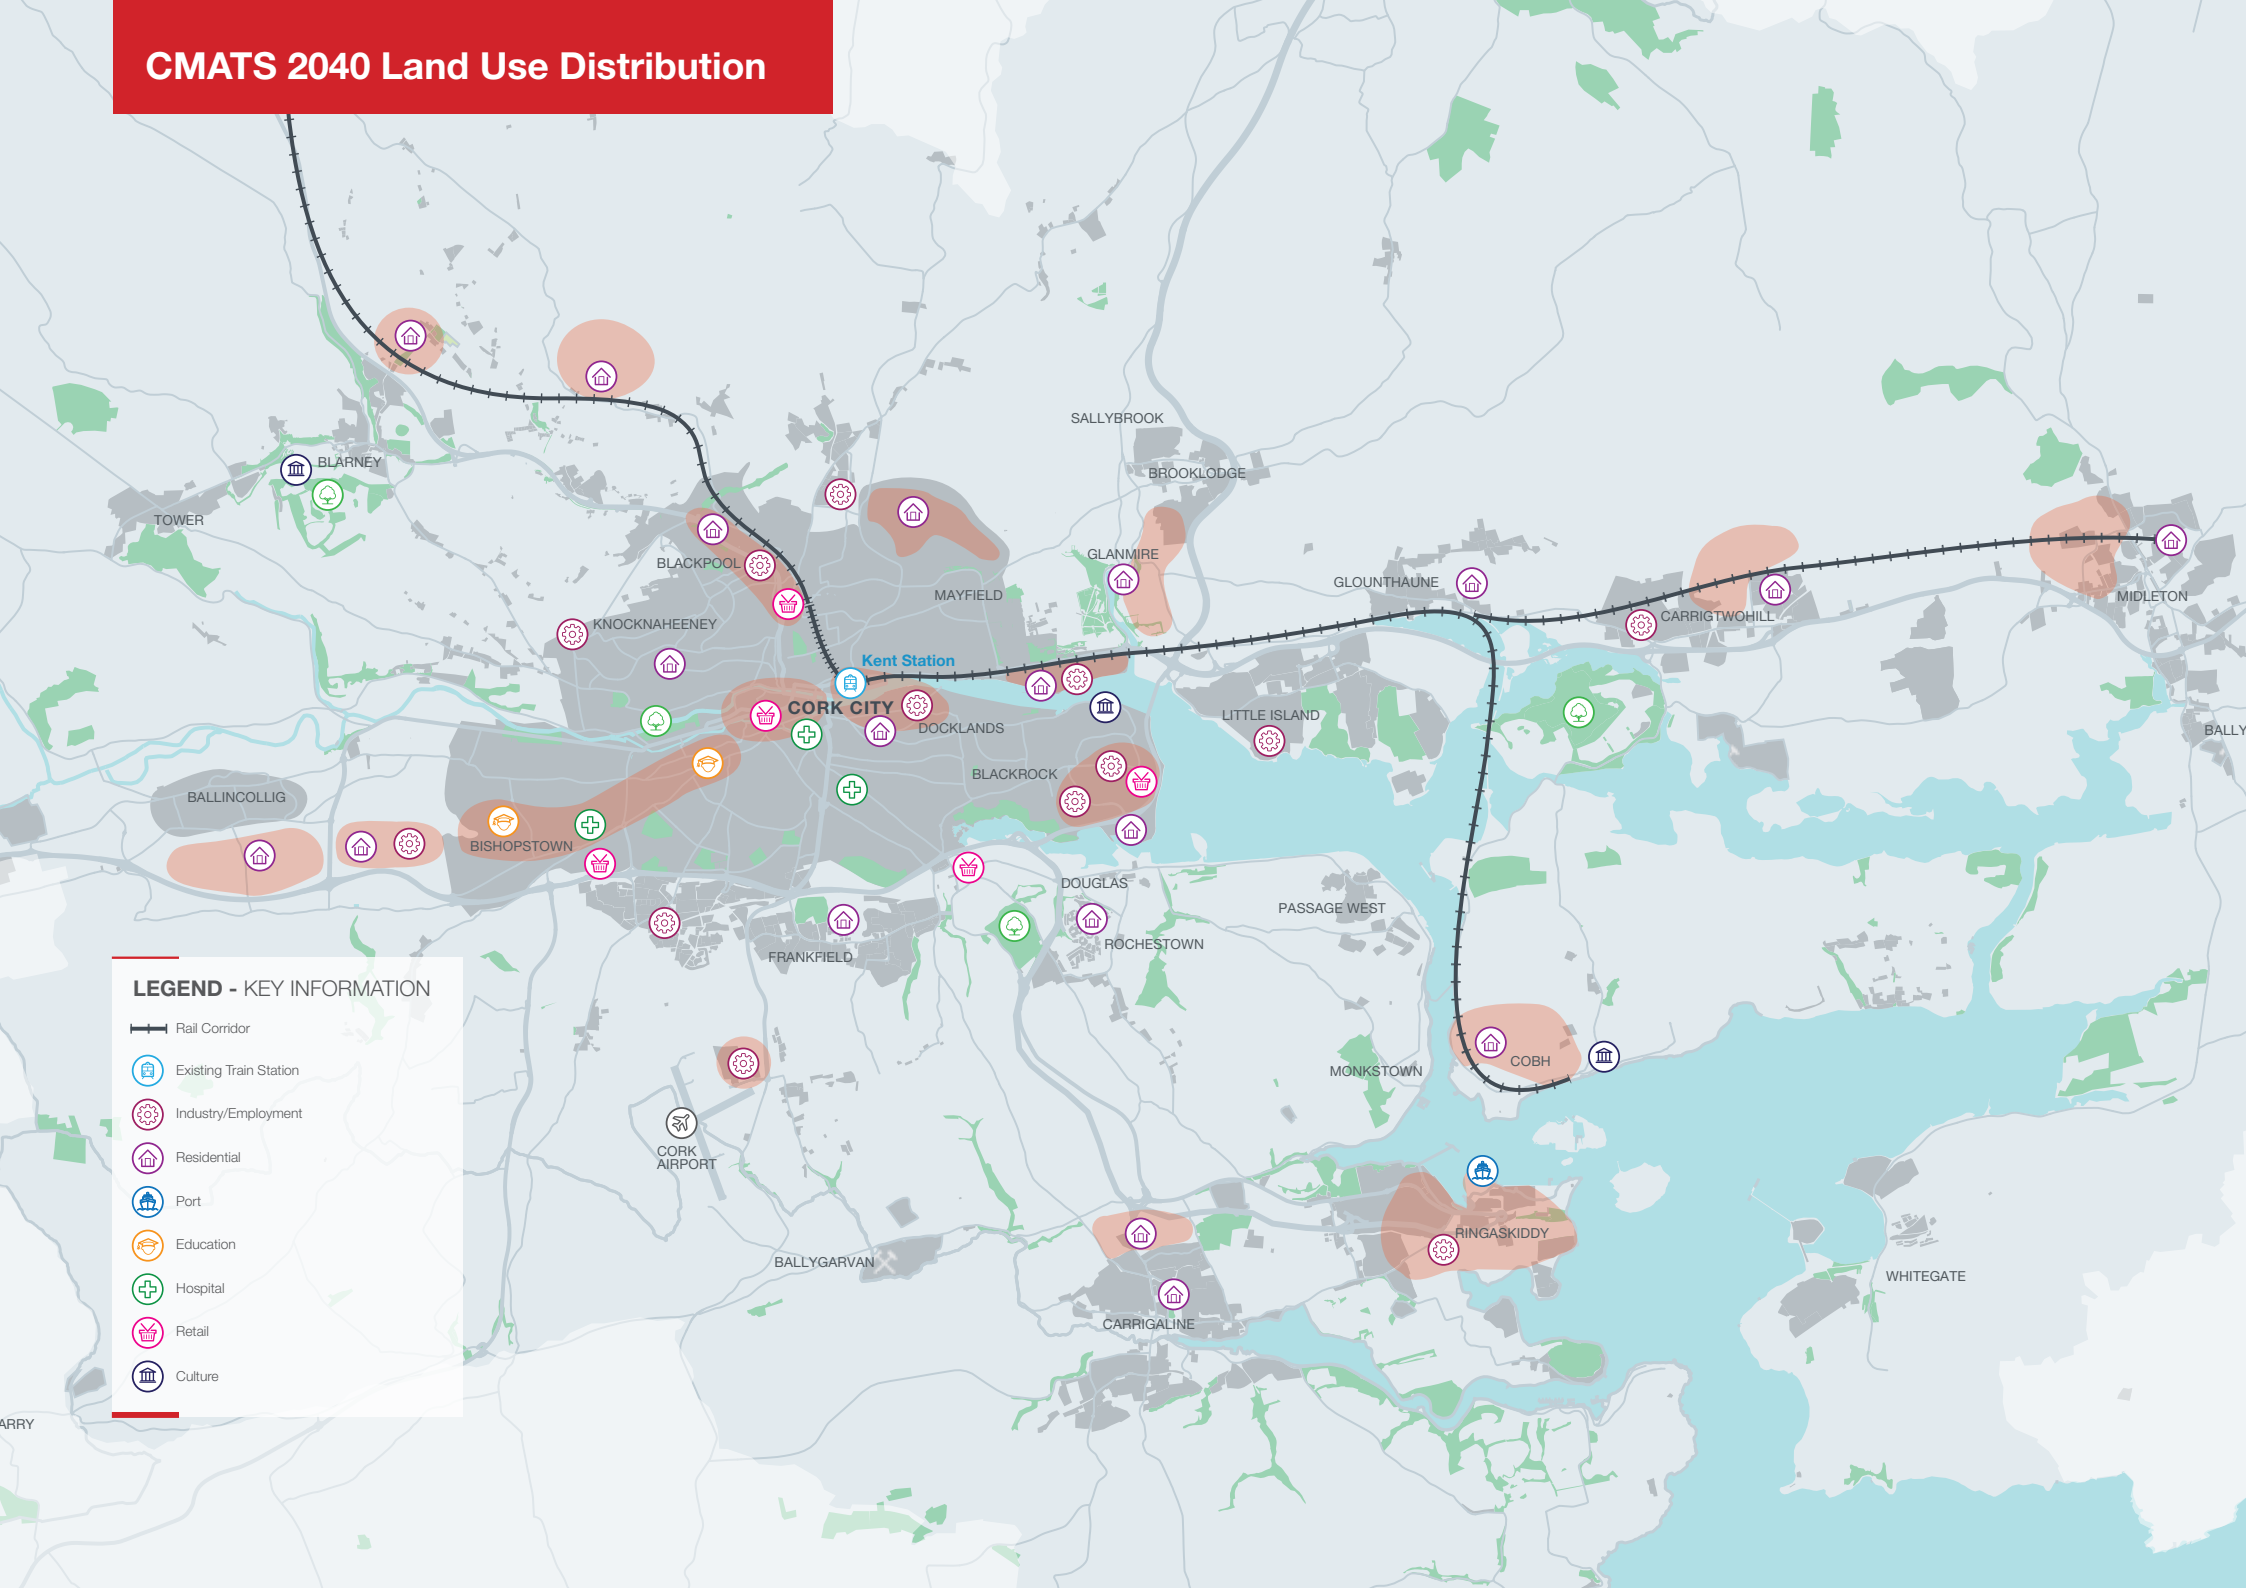 CMATS 2040 Land Use Distribution
SALLYBROOK
BLARNEY
BROOKLODGE
TOWER
GLANMIRE
BLACKPOOL
GLOUNTHAUNE
MAYFIELD
MIDLETON
CARRIGTWOHILL
KNOCKNAHEENEY
Kent Station
CORK CITY
LITTLE ISLAND
DOCKLANDS
BALLY
BLACKROCK
BALLINCOLLIG
BISHOPSTOWN
DOUGLAS
PASSAGE WEST
ROCHESTOWN
FRANKFIELD
COBH
MONKSTOWN
CORK
AIRPORT
RINGASKIDDY
BALLYGARVAN
WHITEGATE
CARRIGALINE
ARRY
LEGEND - KEY INFORMATION
Rail Corridor
Existing Train Station
Industry/Employment
Residential
Port
Education
Hospital
Retail
Culture